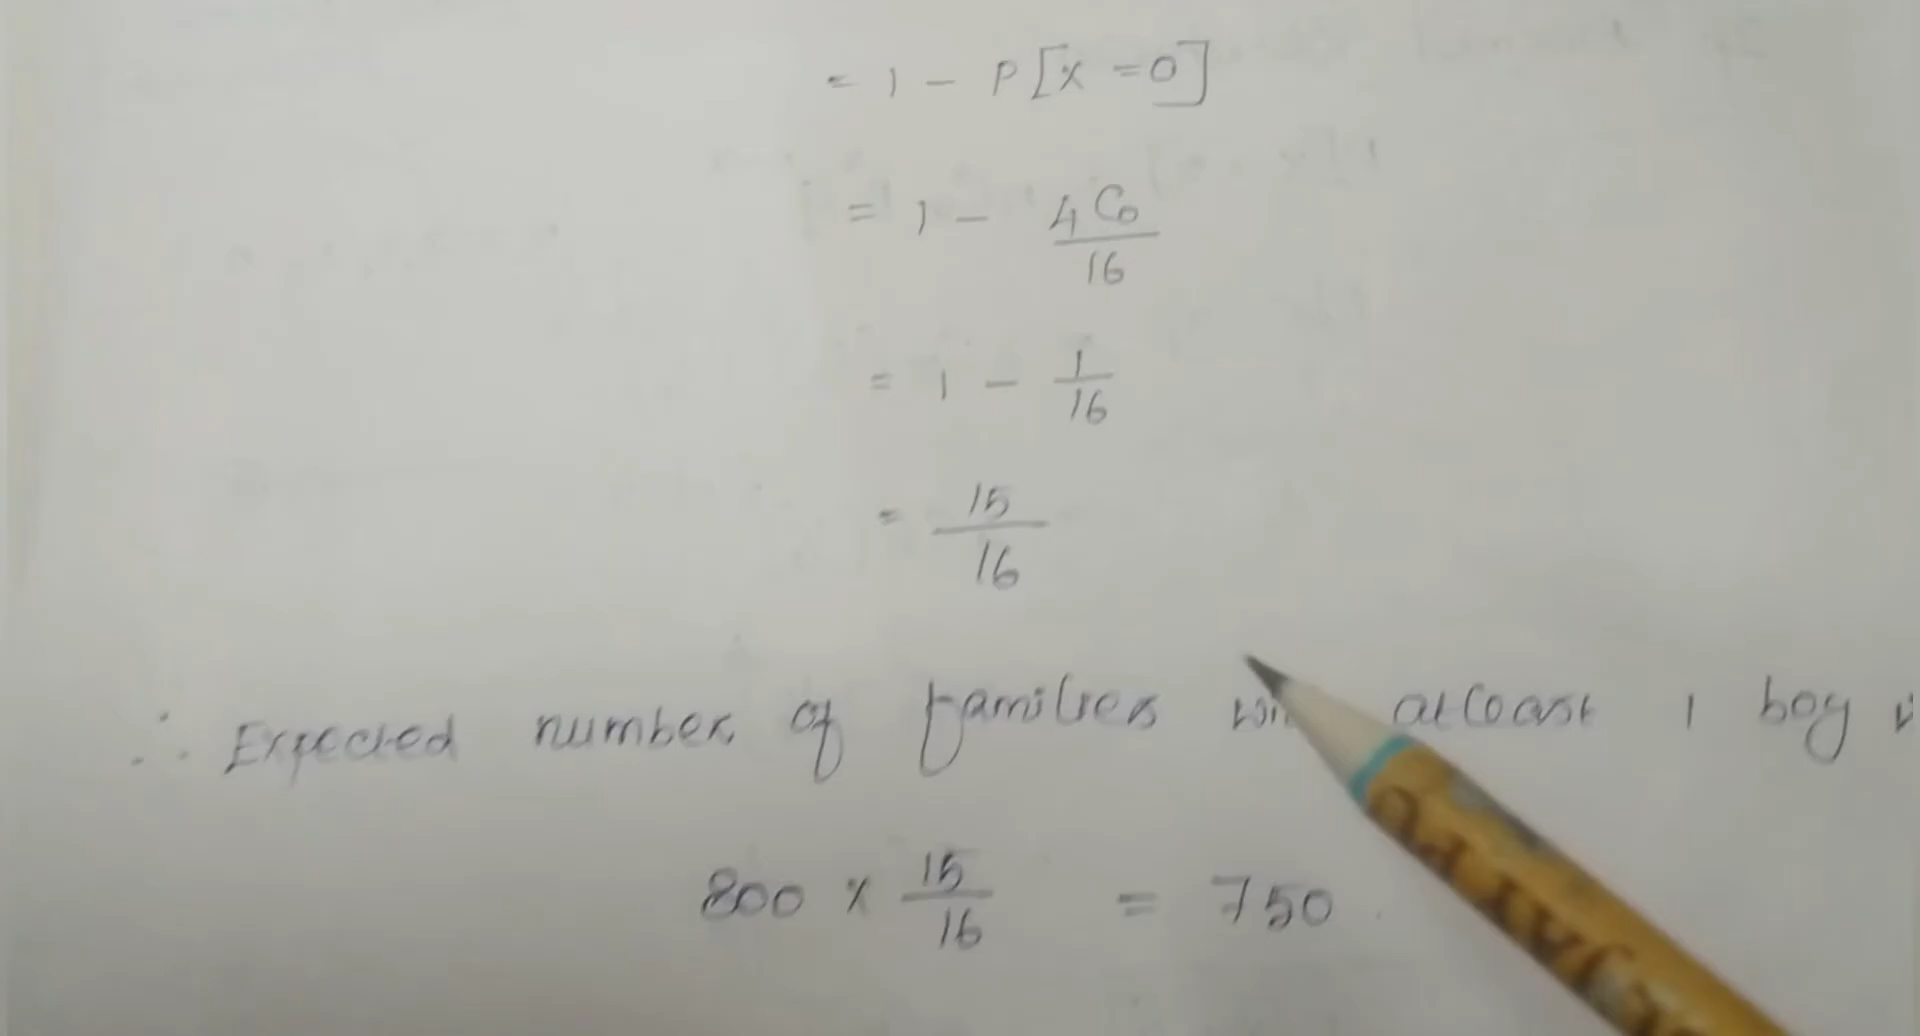 = 1 - P[X = 0]
= 1 - 4C₀/16
= 1 - 1/16
= 15/16
∴ Expected number of families atleast 1 boy
800 × 15/16 = 750